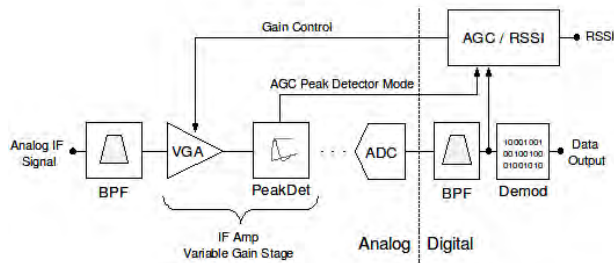 Gain Control
AGC / RSSI
RSSI
AGC Peak Detector Mode
Analog IF
Signal
BPF
VGA
PeakDet
ADC
BPF
10001001
00100100
01001010
Demod
Data
Output
IF Amp
Variable Gain Stage
Analog
Digital